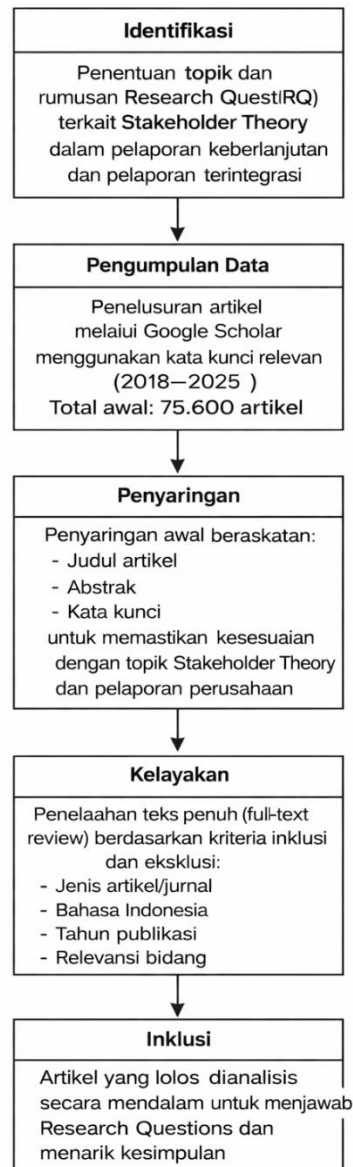 Identifikasi
Penentuan topik dan
rumusan Research Quest(RQ)
terkait Stakeholder Theory
dalam pelaporan keberlanjutan
dan pelaporan terintegrasi
Pengumpulan Data
Penelusuran artikel
melaiui Google Scholar
menggunakan kata kunci relevan
(2018—2025 )
Total awal: 75.600 artikel
Penyaringan
Penyaringan awal beraskatan:
- Judul artikel
- Abstrak
- Kata kunci
untuk memastikan kesesuaian
dengan topik Stakeholder Theory
dan pelaporan perusahaan
Kelayakan
Penelaahan teks penuh (full-text
review) berdasarkan kriteria inklusi
dan eksklusi:
- Jenis artikel/jurnal
- Bahasa Indonesia
- Tahun publikasi
- Relevansi bidang
Inklusi
Artikel yang lolos dianalisis
secara mendalam untuk menjawab
Research Questions dan
menarik kesimpulan